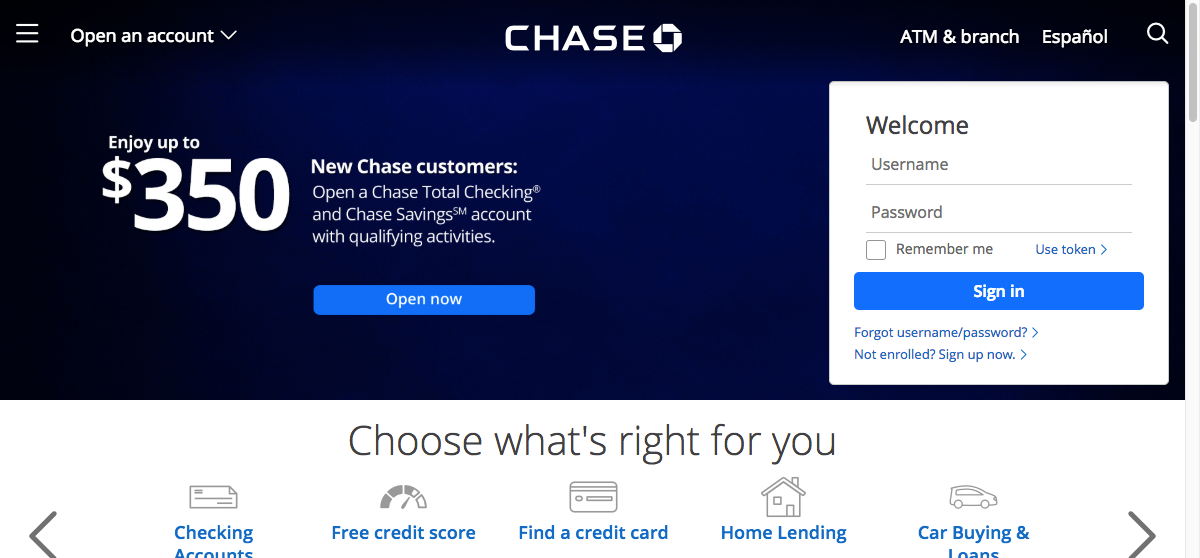 Open an account
CHASE
ATM & branch
Español
Enjoy up to
$350
New Chase customers:
Open a Chase Total Checking®
and Chase Savings℠ account
with qualifying activities.
Open now
Welcome
Username
Password
Remember me
Use token
Sign in
Forgot username/password?
Not enrolled? Sign up now.
Choose what's right for you
Checking
Accounts
Free credit score
Find a credit card
Home Lending
Car Buying &
Loans